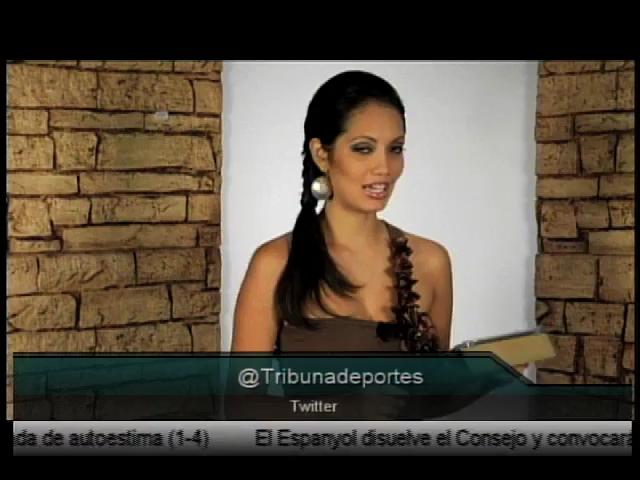 @Tribunadeportes
Twitter
da de autoestima (1-4) El Espanyol disuelve el Consejo y convocará